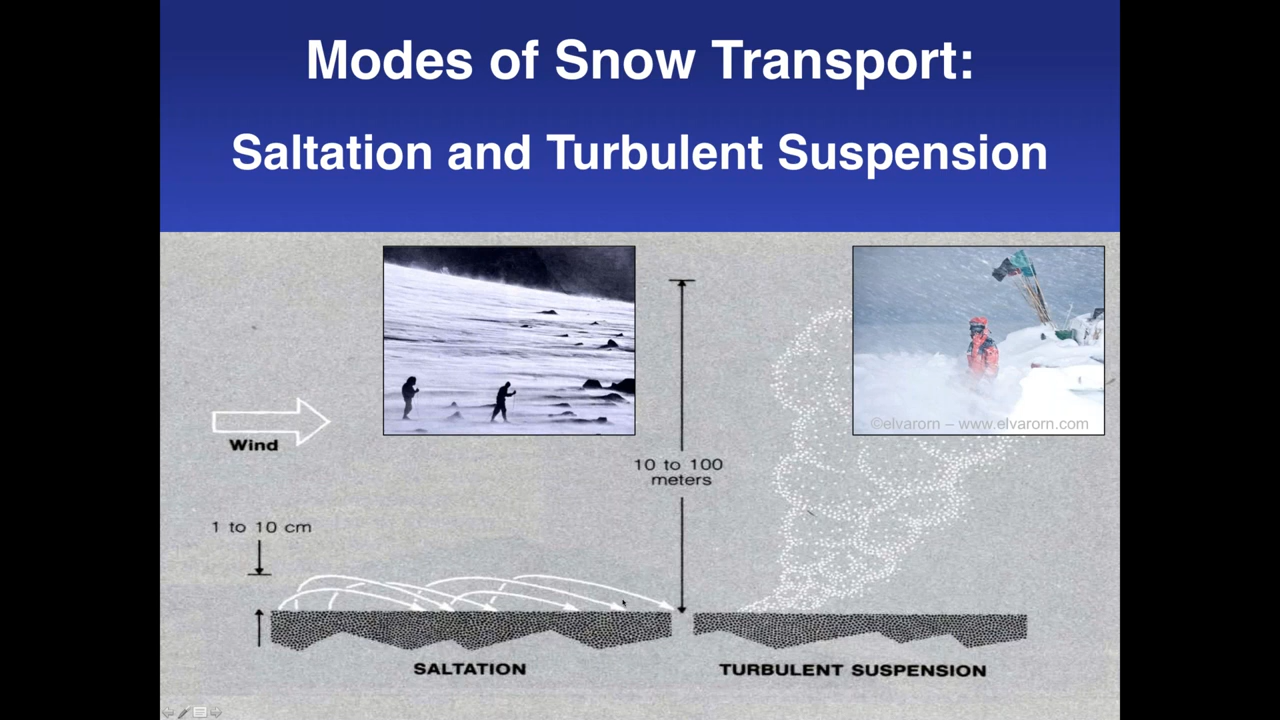 Modes of Snow Transport:
Saltation and Turbulent Suspension
©elvarorn – www.elvarorn.com
Wind
10 to 100
meters
1 to 10 cm
SALTATION
TURBULENT SUSPENSION